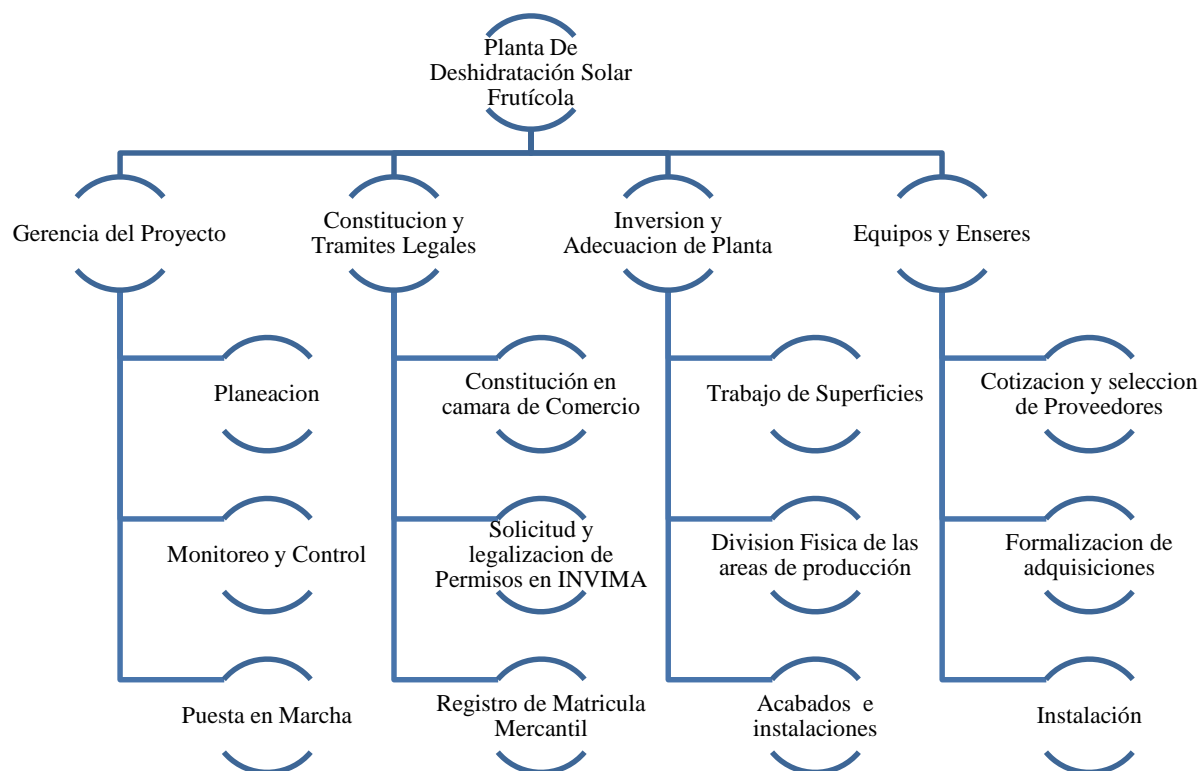 Planta De
Deshidratación Solar
Frutícola
Gerencia del Proyecto
Constitucion y
Tramites Legales
Inversion y
Adecuacion de Planta
Equipos y Enseres
Planeacion
Constitución en
camara de Comercio
Trabajo de Superficies
Cotizacion y seleccion
de Proveedores
Monitoreo y Control
Solicitud y
legalizacion de
Permisos en INVIMA
Division Fisica de las
areas de producción
Formalizacion de
adquisiciones
Puesta en Marcha
Registro de Matricula
Mercantil
Acabados e
instalaciones
Instalación